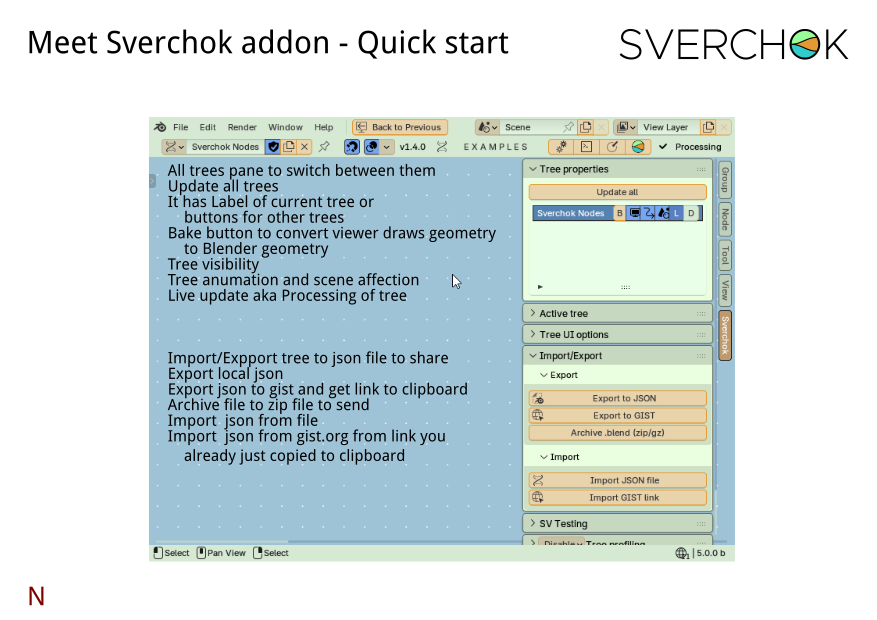 Meet Sverchok addon - Quick start
SVERCHOK
File Edit Render Window Help Back to Previous Scene View Layer
Sverchok Nodes v1.4.0 EXAMPLES Processing
All trees pane to switch between them
Update all trees
It has Label of current tree or
buttons for other trees
Bake button to convert viewer draws geometry
to Blender geometry
Tree visibility
Tree anumation and scene affection
Live update aka Processing of tree
Import/Expport tree to json file to share
Export local json
Export json to gist and get link to clipboard
Archive file to zip file to send
Import json from file
Import json from gist.org from link you
already just copied to clipboard
Tree properties
Update all
Sverchok Nodes B L D
Active tree
Tree UI options
Import/Export
Export
Export to JSON
Export to GIST
Archive .blend (zip/gz)
Import
Import JSON file
Import GIST link
SV Testing
Disable Tree profiling
Group
Node
Tool
View
Sverchok
Select Pan View Select 5.0.0 b
N